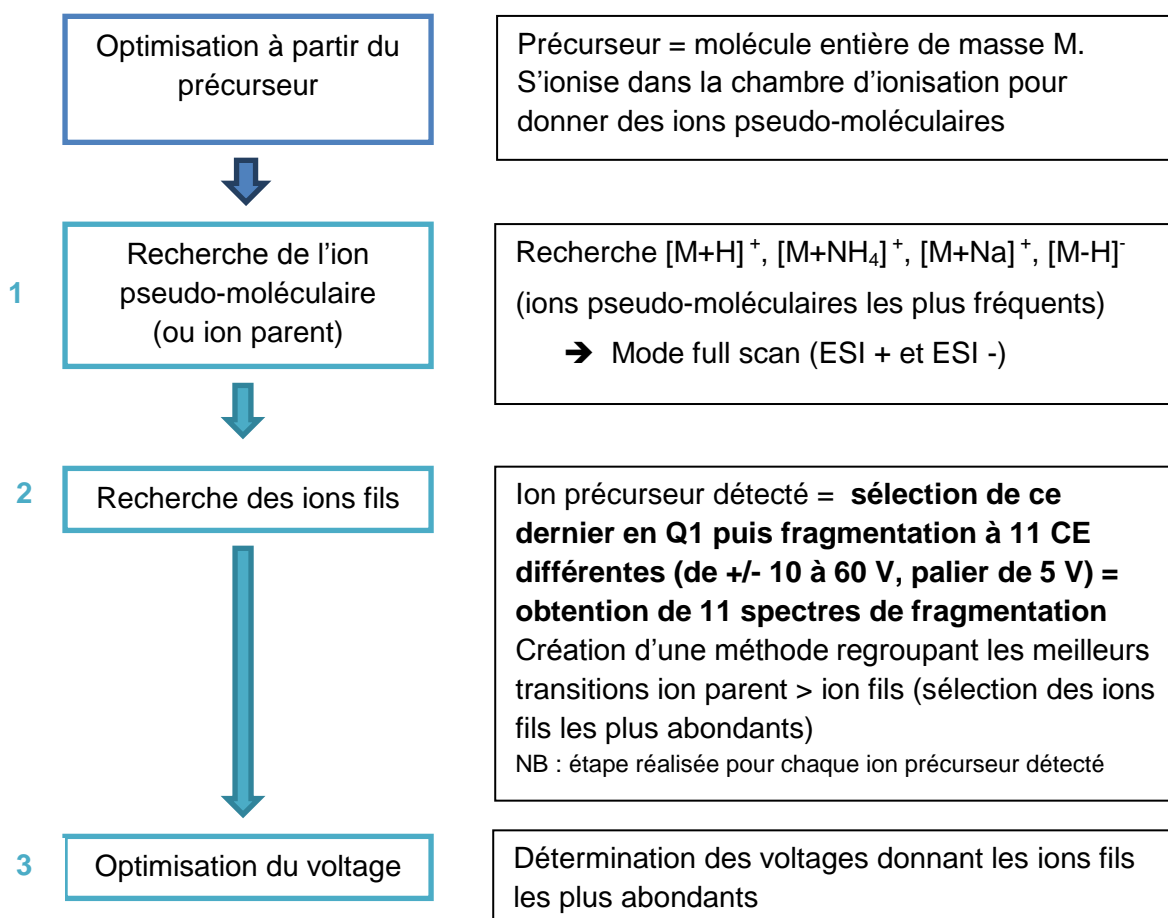 Optimisation à partir du
précurseur
Précurseur = molécule entière de masse M.
S'ionise dans la chambre d'ionisation pour
donner des ions pseudo-moléculaires
1
Recherche de l'ion
pseudo-moléculaire
(ou ion parent)
Recherche [M+H]⁺, [M+NH₄]⁺, [M+Na]⁺, [M-H]⁻
(ions pseudo-moléculaires les plus fréquents)
➔ Mode full scan (ESI + et ESI -)
2
Recherche des ions fils
Ion précurseur détecté = sélection de ce
dernier en Q1 puis fragmentation à 11 CE
différentes (de +/- 10 à 60 V, palier de 5 V) =
obtention de 11 spectres de fragmentation
Création d'une méthode regroupant les meilleurs
transitions ion parent > ion fils (sélection des ions
fils les plus abondants)
NB : étape réalisée pour chaque ion précurseur détecté
3
Optimisation du voltage
Détermination des voltages donnant les ions fils
les plus abondants